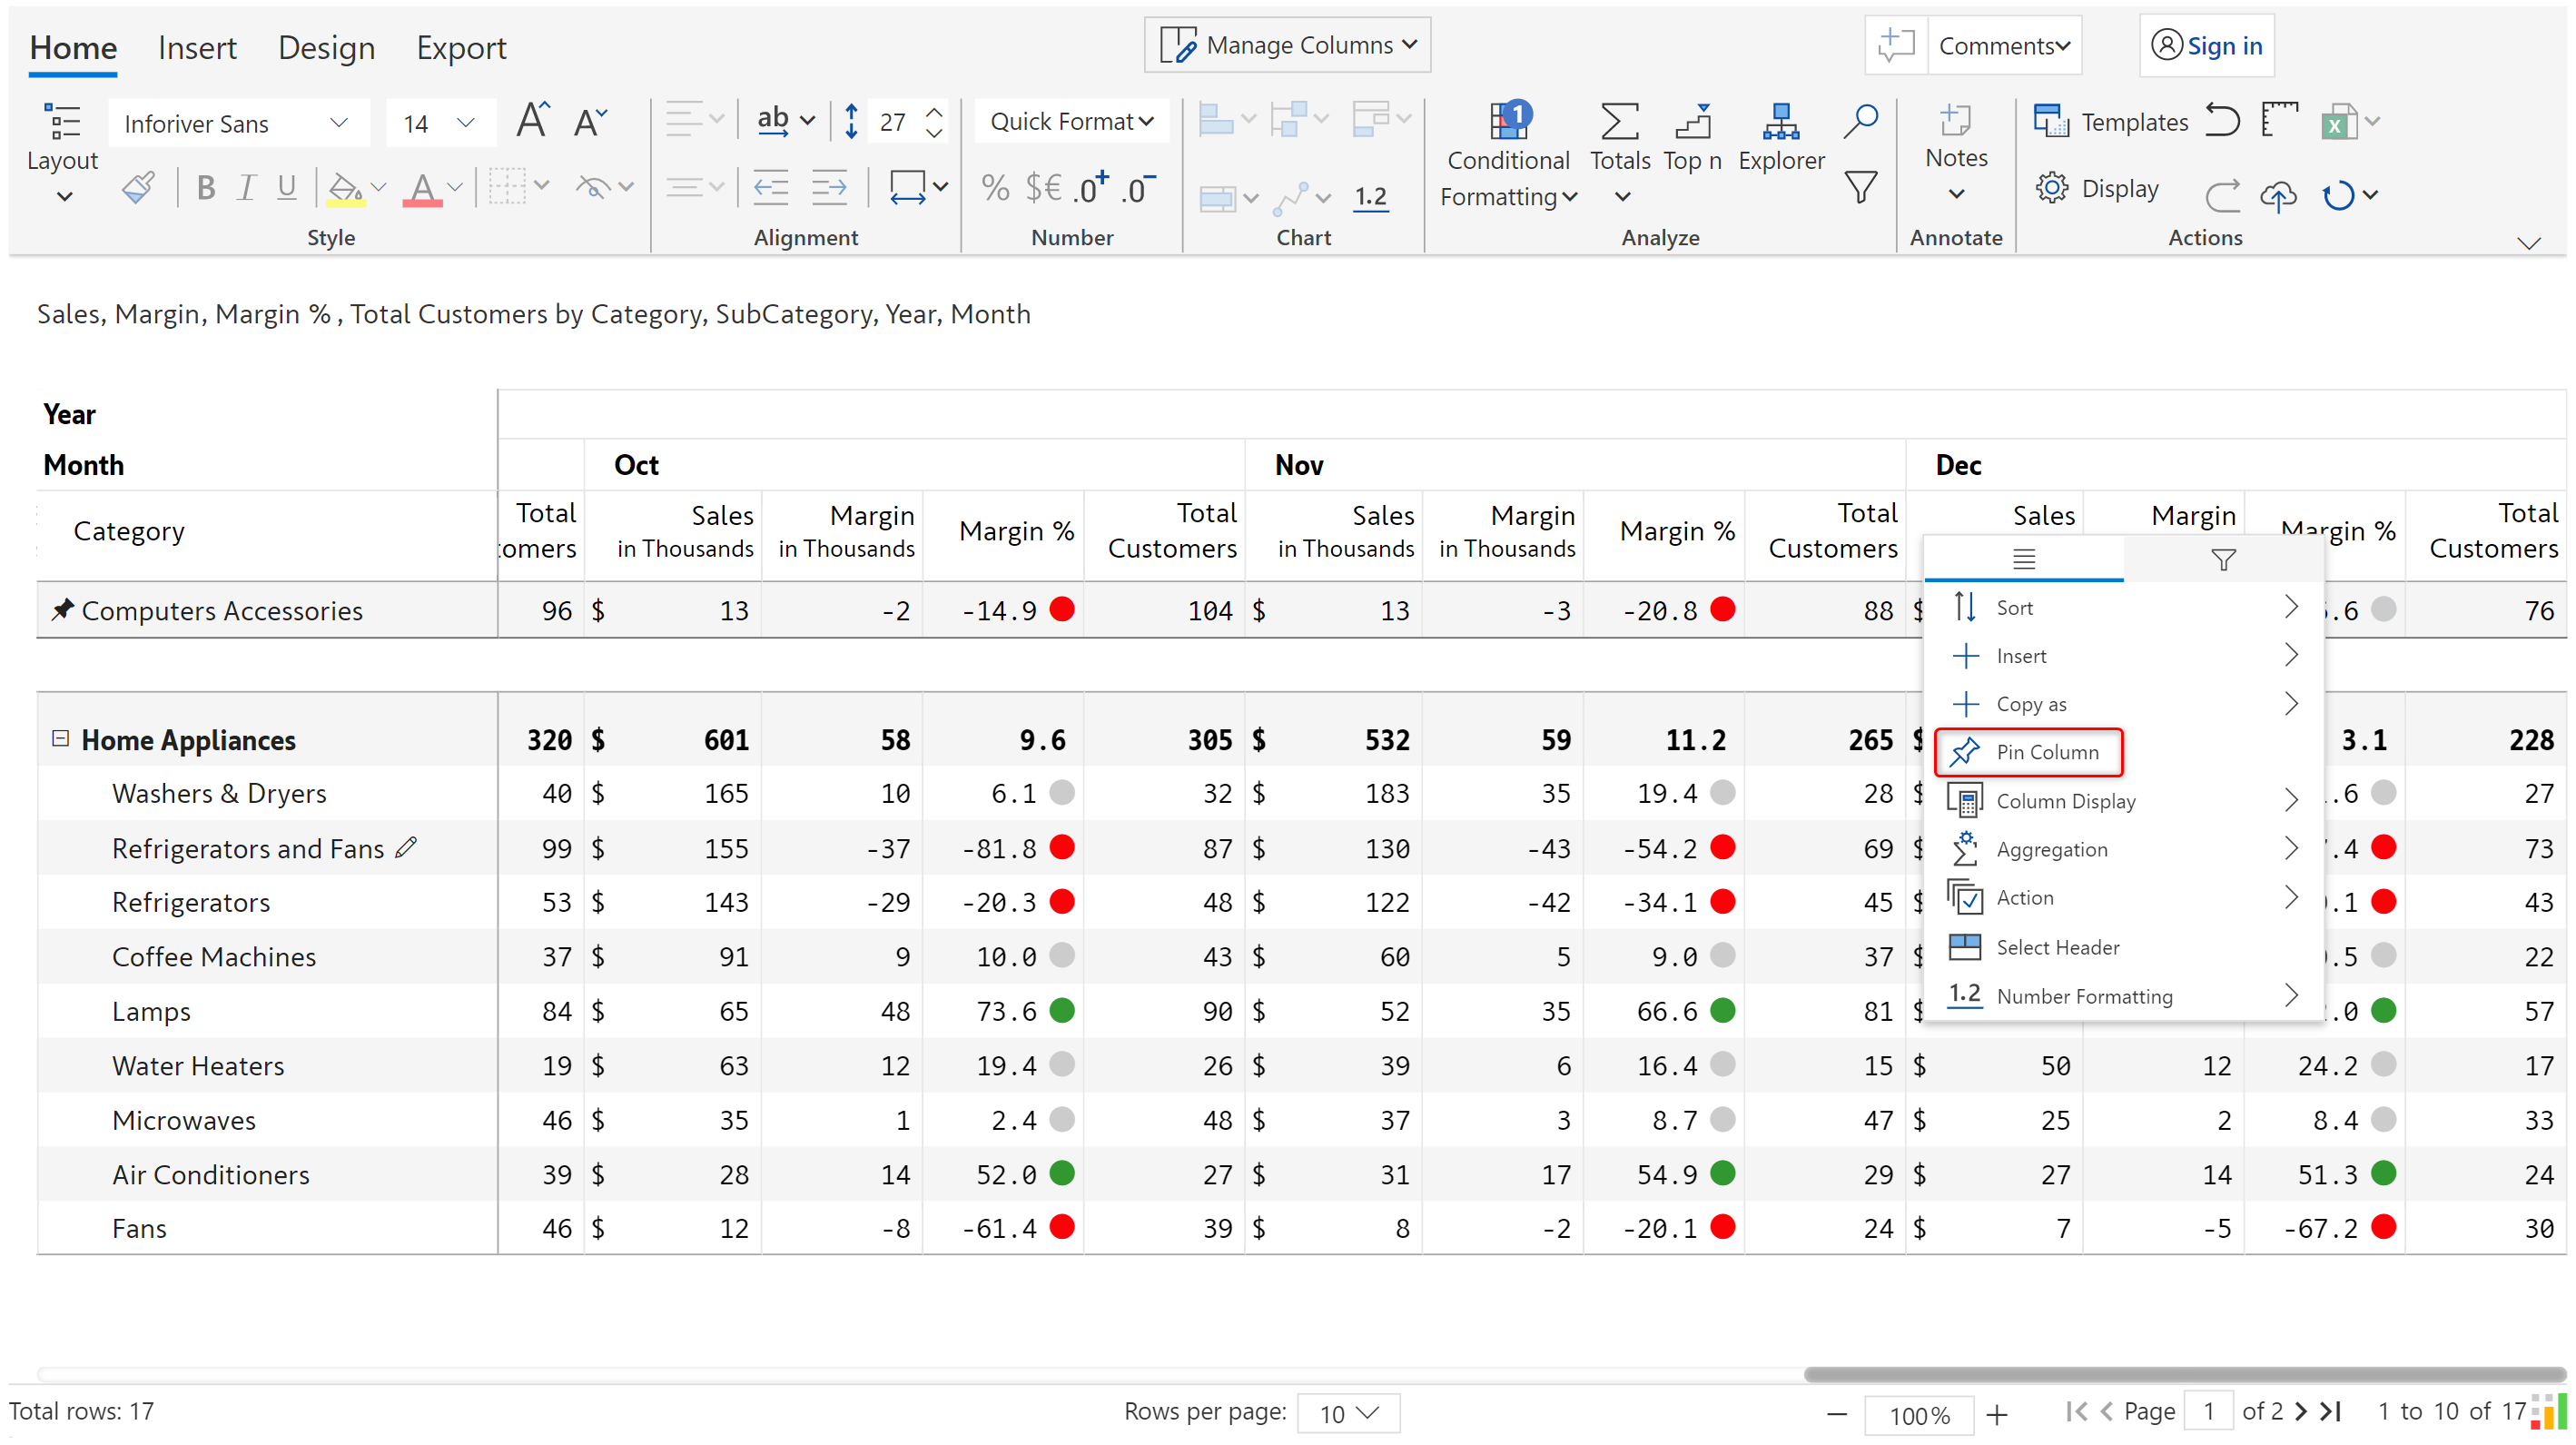 Home Insert Design Export Manage Columns Comments Sign in
Layout Inforiver Sans 14 A A ab 27 Quick Format 1 Conditional Formatting Totals Top n Explorer Notes Templates
B I U A % $€ .0+ .0- 1.2 Display
Style Alignment Number Chart Analyze Annotate Actions
Sales, Margin, Margin % , Total Customers by Category, SubCategory, Year, Month
Year
Month Oct Nov Dec
Category Total Sales in Thousands Margin in Thousands Margin % Total Customers Sales in Thousands Margin in Thousands Margin % Total Customers Sales Margin Margin % Total Customers
Computers Accessories 96 $ 13 -2 -14.9 104 $ 13 -3 -20.8 88 $ .6 76
Home Appliances 320 $ 601 58 9.6 305 $ 532 59 11.2 265 $ 3.1 228
Washers & Dryers 40 $ 165 10 6.1 32 $ 183 35 19.4 28 $ .6 27
Refrigerators and Fans 99 $ 155 -37 -81.8 87 $ 130 -43 -54.2 69 $ .4 73
Refrigerators 53 $ 143 -29 -20.3 48 $ 122 -42 -34.1 45 $ .1 43
Coffee Machines 37 $ 91 9 10.0 43 $ 60 5 9.0 37 $ .5 22
Lamps 84 $ 65 48 73.6 90 $ 52 35 66.6 81 $ .0 57
Water Heaters 19 $ 63 12 19.4 26 $ 39 6 16.4 15 $ 50 12 24.2 17
Microwaves 46 $ 35 1 2.4 48 $ 37 3 8.7 47 $ 25 2 8.4 33
Air Conditioners 39 $ 28 14 52.0 27 $ 31 17 54.9 29 $ 27 14 51.3 24
Fans 46 $ 12 -8 -61.4 39 $ 8 -2 -20.1 24 $ 7 -5 -67.2 30
Sort
Insert
Copy as
Pin Column
Column Display
Aggregation
Action
Select Header
1.2 Number Formatting
Total rows: 17 Rows per page: 10 100% Page 1 of 2 1 to 10 of 17